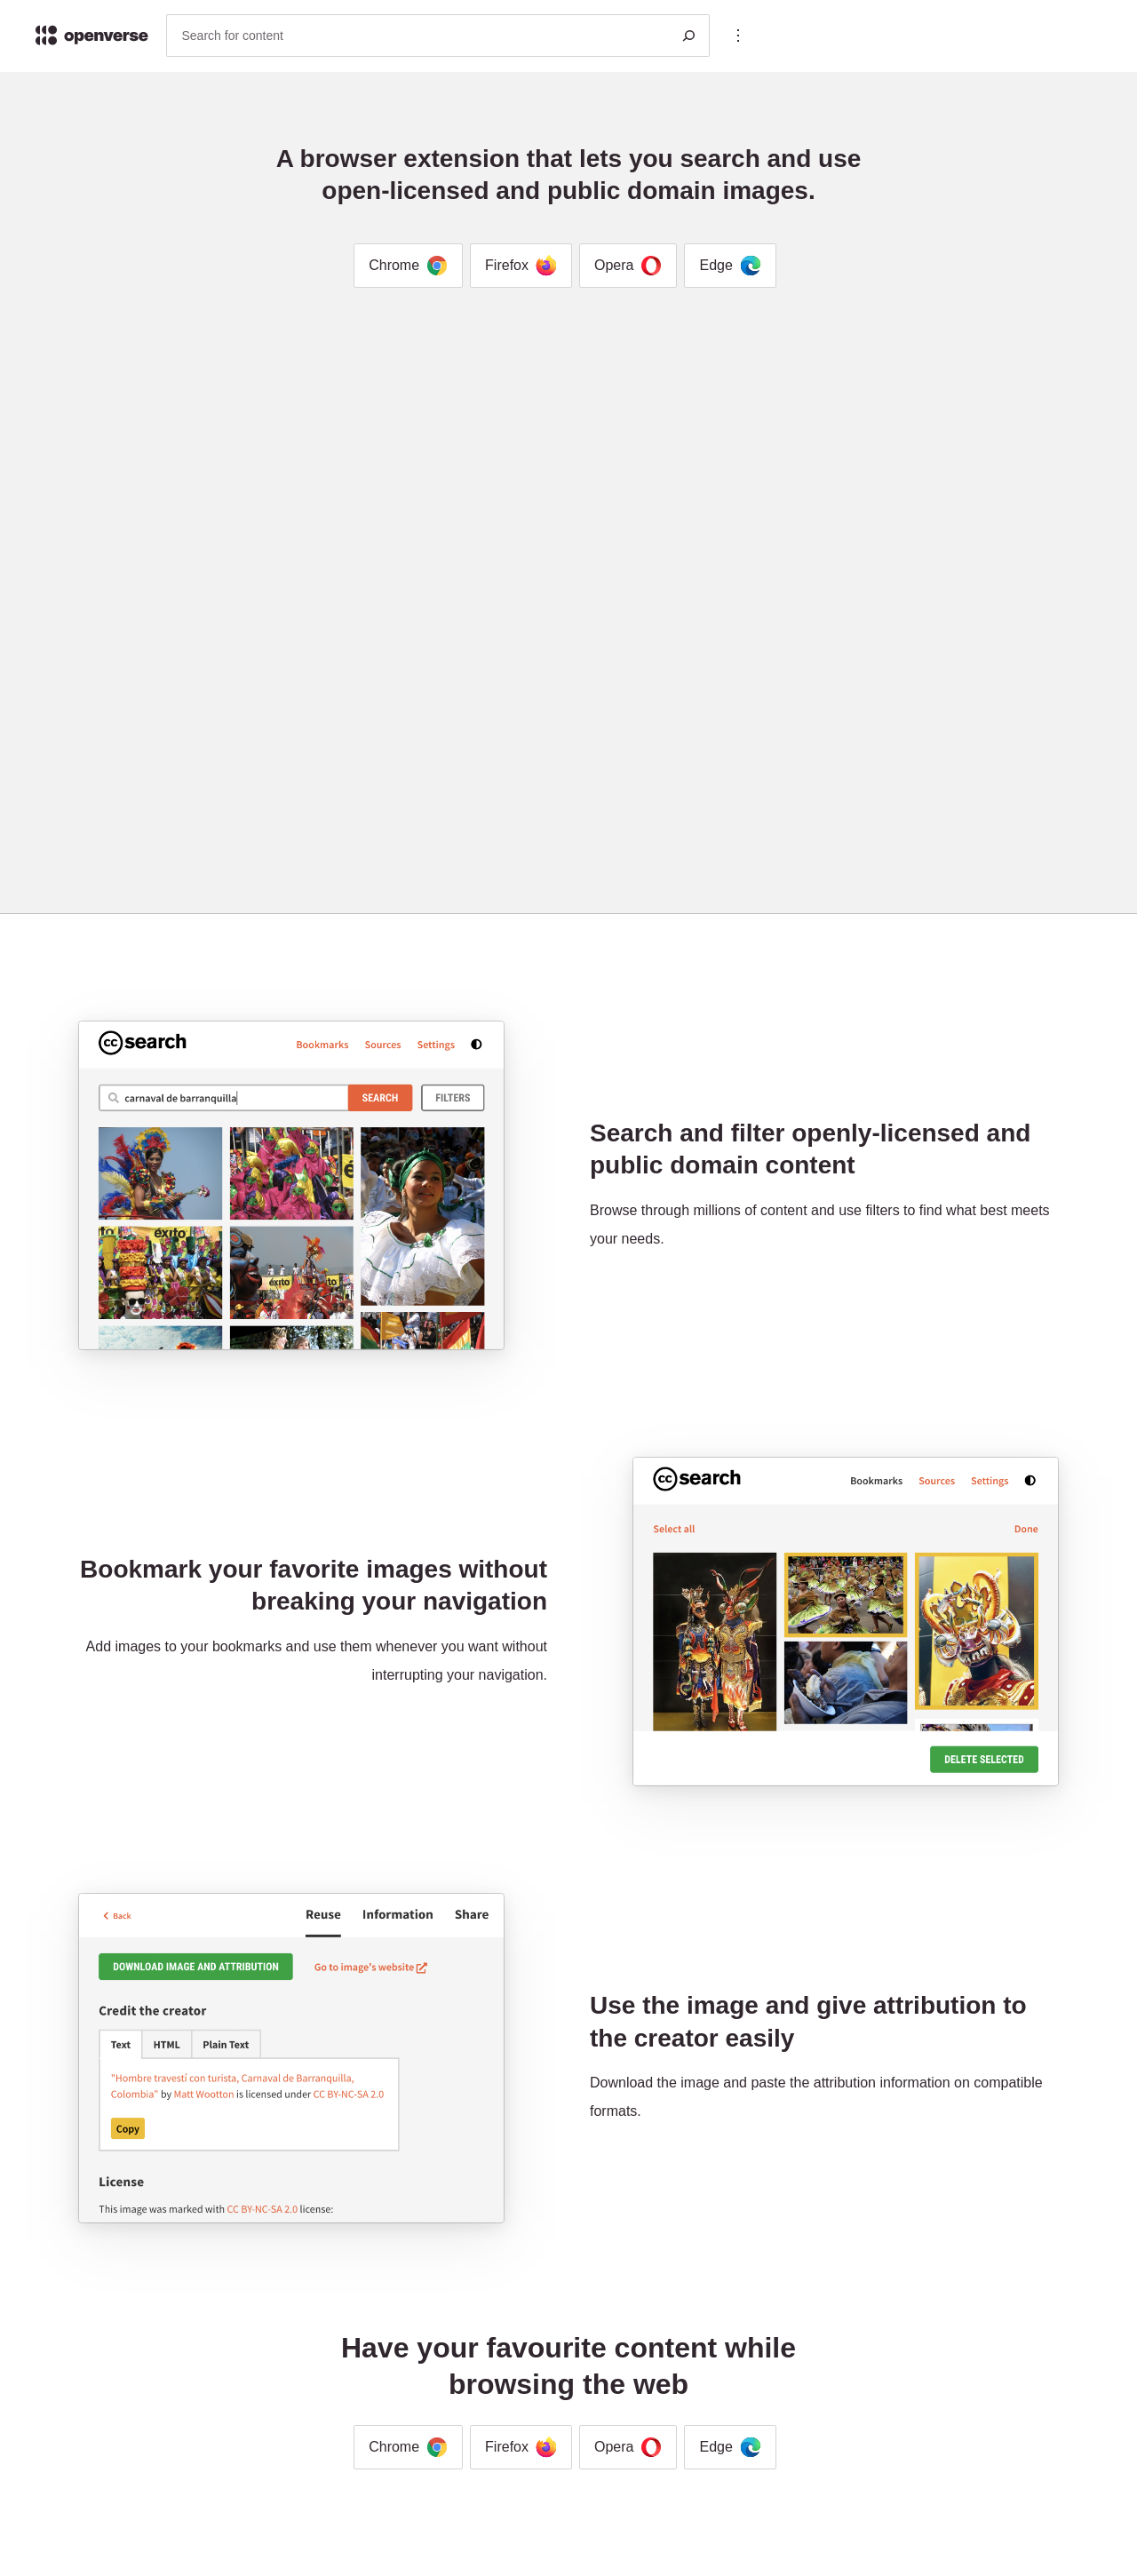 openverse
Search for content
A browser extension that lets you search and use
open-licensed and public domain images.
Chrome Firefox Opera Edge
cc search
Bookmarks Sources Settings
carnaval de barranquilla SEARCH FILTERS
éxito
éxito éxito
Search and filter openly-licensed and
public domain content
Browse through millions of content and use filters to find what best meets
your needs.
Bookmark your favorite images without
breaking your navigation
Add images to your bookmarks and use them whenever you want without
interrupting your navigation.
cc search
Bookmarks Sources Settings
Select all Done
DELETE SELECTED
Back Reuse Information Share
DOWNLOAD IMAGE AND ATTRIBUTION Go to image's website
Credit the creator
Text HTML Plain Text
"Hombre travestí con turista, Carnaval de Barranquilla,
Colombia" by Matt Wootton is licensed under CC BY-NC-SA 2.0
Copy
License
This image was marked with CC BY-NC-SA 2.0 license:
Use the image and give attribution to
the creator easily
Download the image and paste the attribution information on compatible
formats.
Have your favourite content while
browsing the web
Chrome Firefox Opera Edge